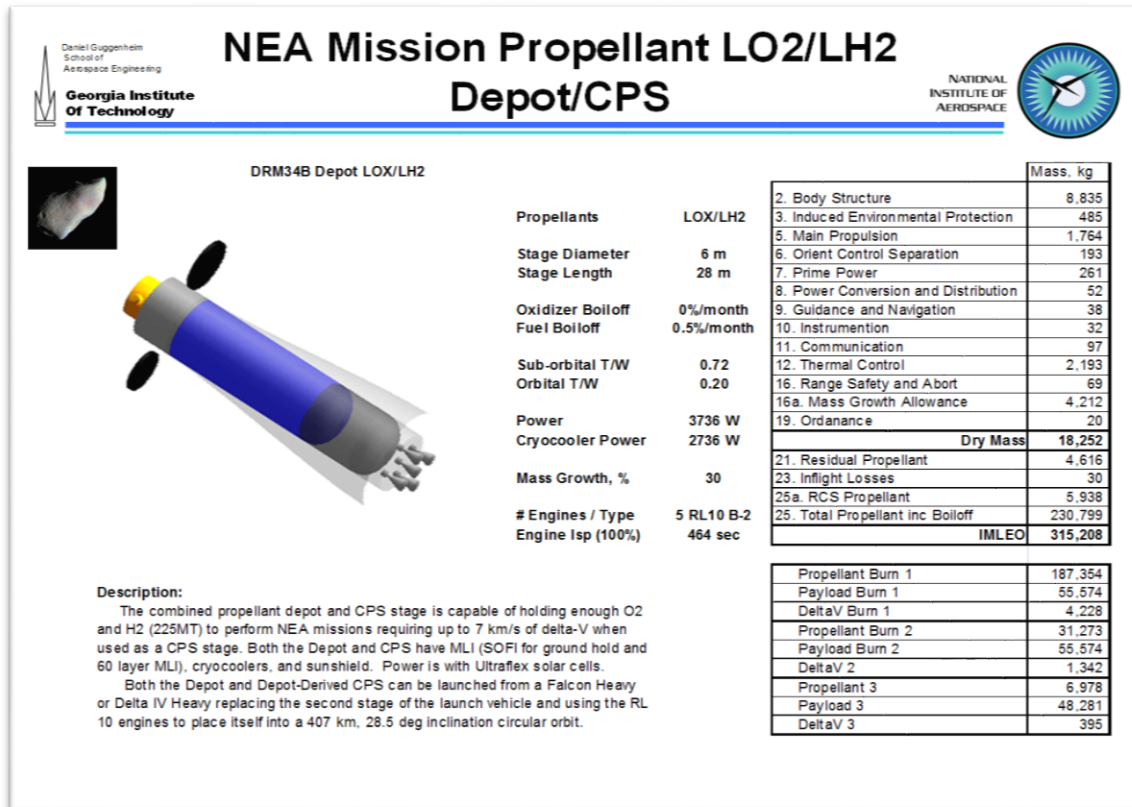 Daniel Guggenheim
School of
Aerospace Engineering
Georgia Institute
Of Technology
NEA Mission Propellant LO2/LH2
Depot/CPS
NATIONAL
INSTITUTE OF
AEROSPACE
DRM34B Depot LOX/LH2
Propellants LOX/LH2
Stage Diameter 6 m
Stage Length 28 m
Oxidizer Boiloff 0%/month
Fuel Boiloff 0.5%/month
Sub-orbital T/W 0.72
Orbital T/W 0.20
Power 3736 W
Cryocooler Power 2736 W
Mass Growth, % 30
# Engines / Type 5 RL10 B-2
Engine Isp (100%) 464 sec
Mass, kg
2. Body Structure 8,835
3. Induced Environmental Protection 485
5. Main Propulsion 1,764
6. Orient Control Separation 193
7. Prime Power 261
8. Power Conversion and Distribution 52
9. Guidance and Navigation 38
10. Instrumention 32
11. Communication 97
12. Thermal Control 2,193
16. Range Safety and Abort 69
16a. Mass Growth Allowance 4,212
19. Ordanance 20
Dry Mass 18,252
21. Residual Propellant 4,616
23. Inflight Losses 30
25a. RCS Propellant 5,938
25. Total Propellant inc Boiloff 230,799
IMLEO 315,208
Propellant Burn 1 187,354
Payload Burn 1 55,574
DeltaV Burn 1 4,228
Propellant Burn 2 31,273
Payload Burn 2 55,574
DeltaV 2 1,342
Propellant 3 6,978
Payload 3 48,281
DeltaV 3 395
Description:
The combined propellant depot and CPS stage is capable of holding enough O2
and H2 (225MT) to perform NEA missions requiring up to 7 km/s of delta-V when
used as a CPS stage. Both the Depot and CPS have MLI (SOFI for ground hold and
60 layer MLI), cryocoolers, and sunshield. Power is with Ultraflex solar cells.
Both the Depot and Depot-Derived CPS can be launched from a Falcon Heavy
or Delta IV Heavy replacing the second stage of the launch vehicle and using the RL
10 engines to place itself into a 407 km, 28.5 deg inclination circular orbit.